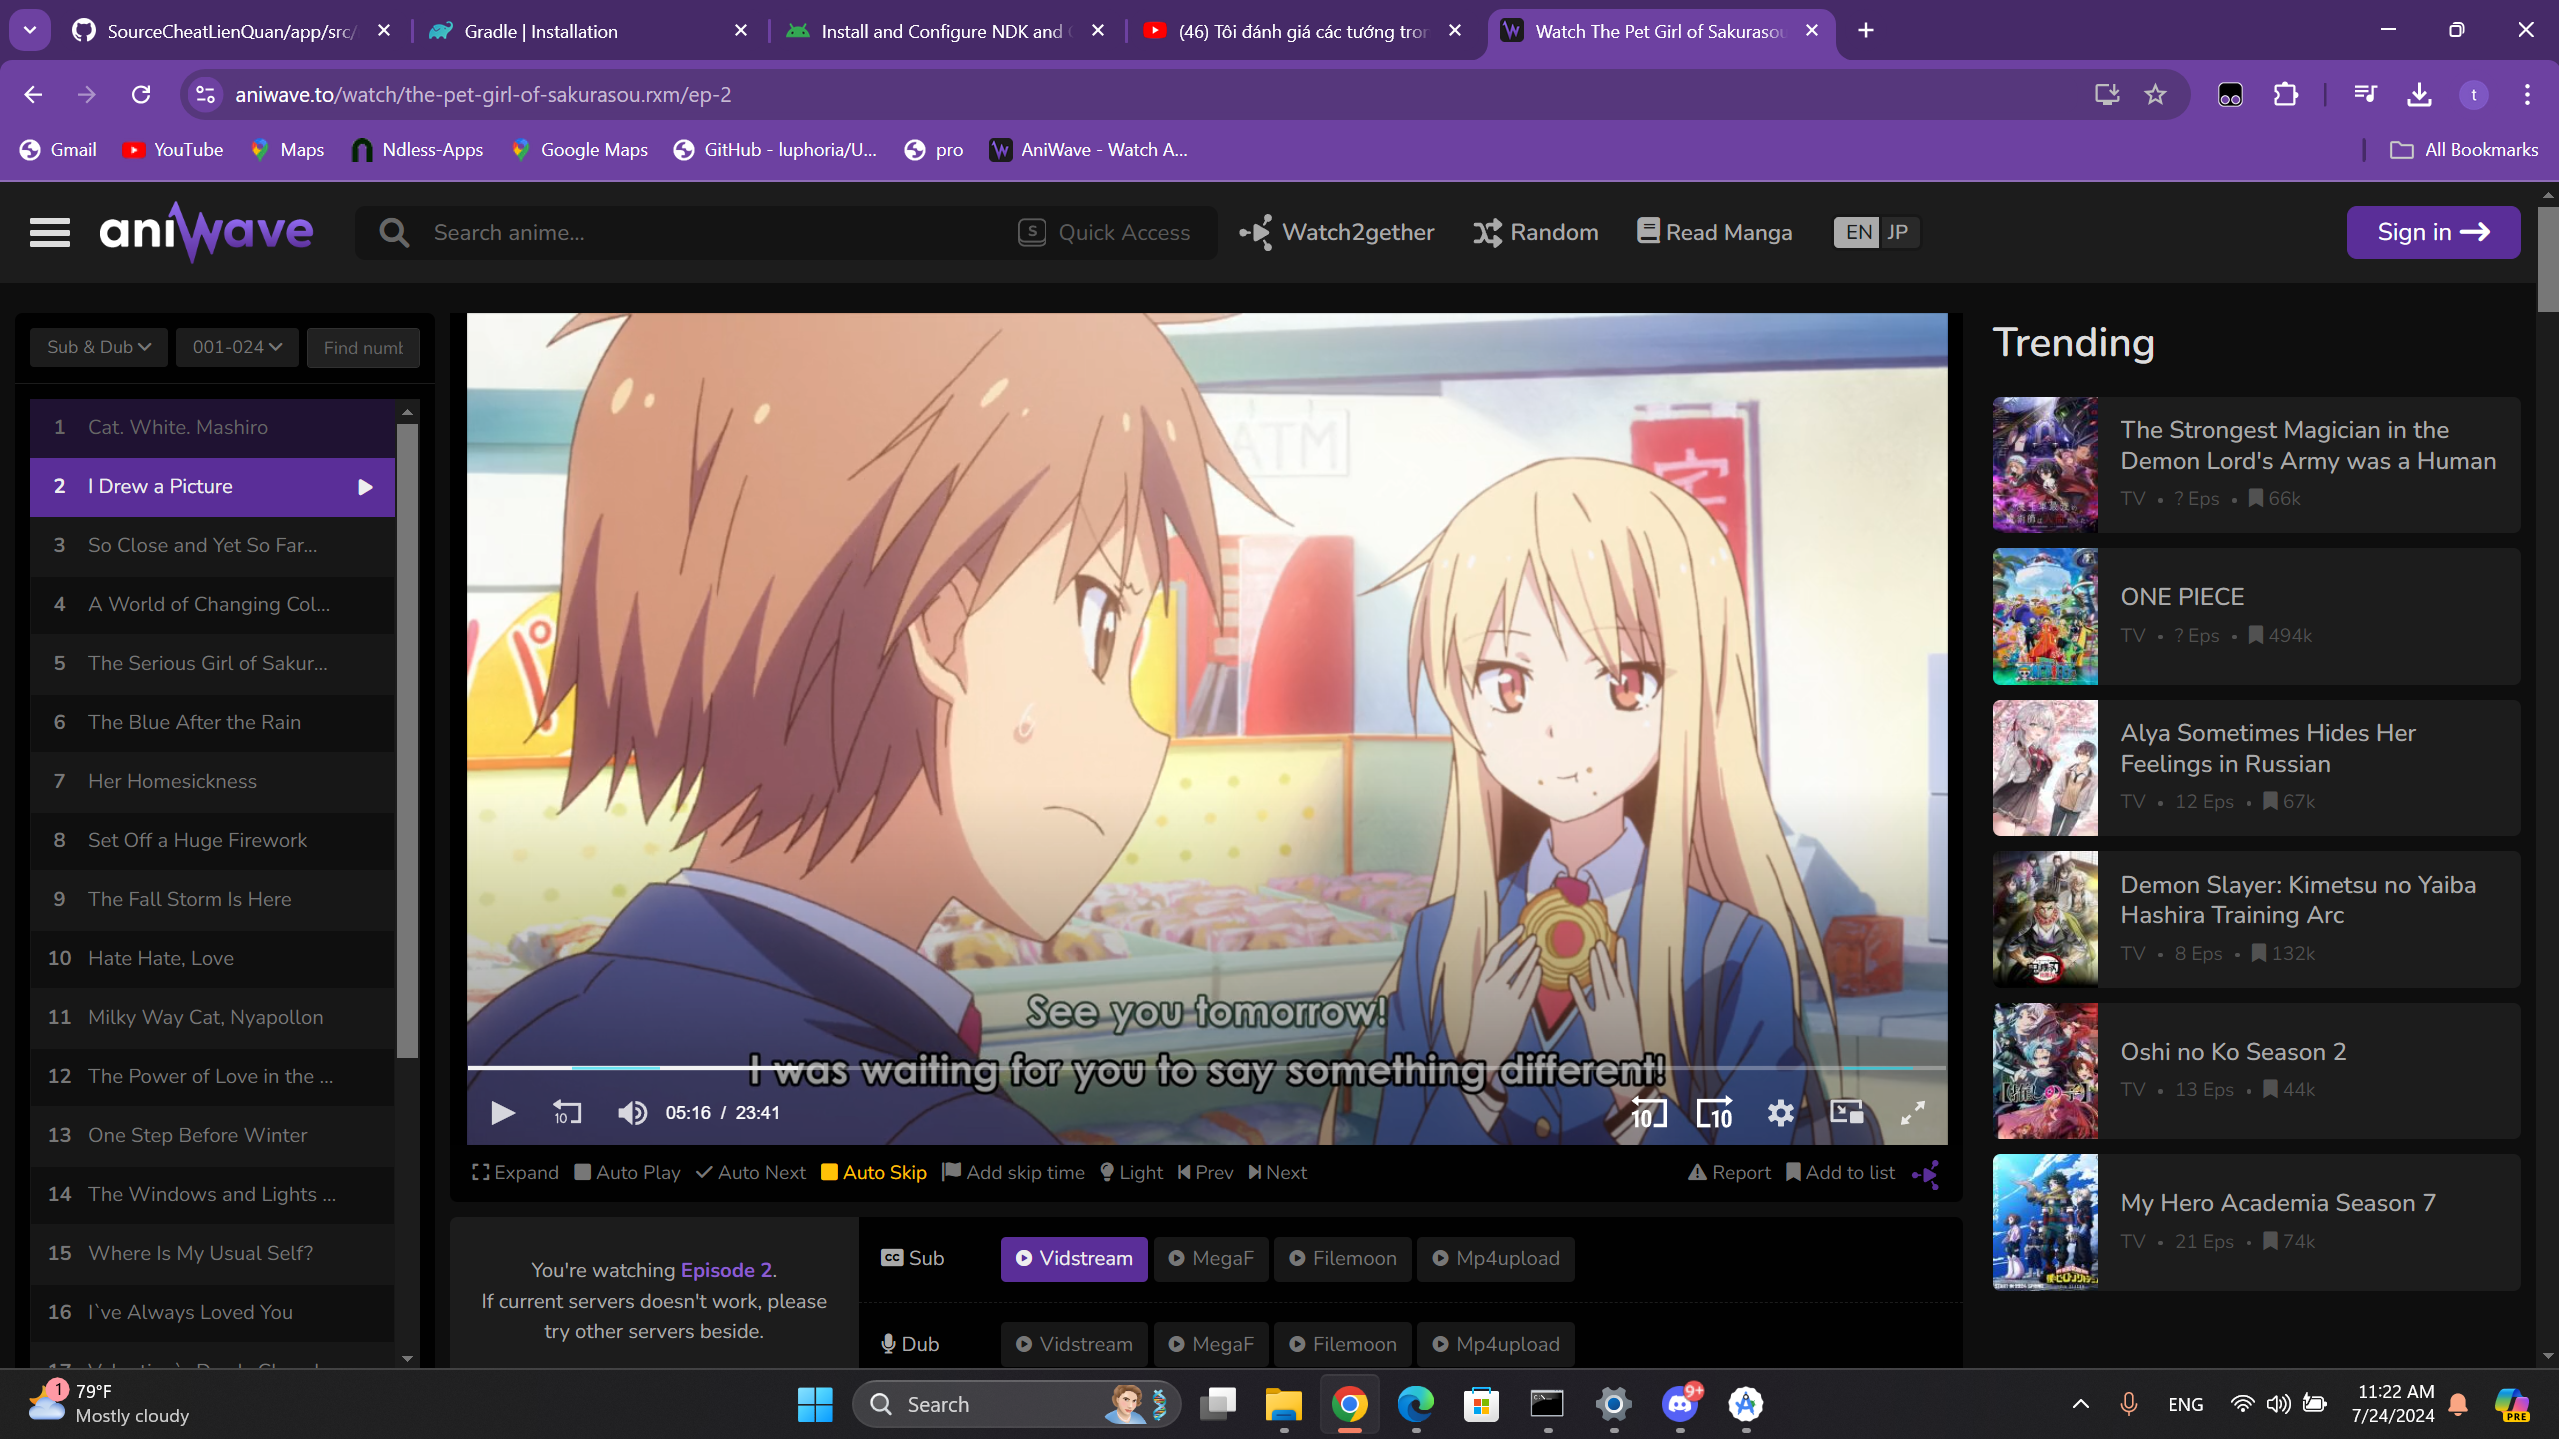 SourceCheatLienQuan/app/src/
Gradle | Installation
Install and Configure NDK and
(46) Tôi đánh giá các tướng tron
Watch The Pet Girl of Sakurasou
aniwave.to/watch/the-pet-girl-of-sakurasou.rxm/ep-2
t
Gmail
YouTube
Maps
Ndless-Apps
Google Maps
GitHub - luphoria/U...
pro
AniWave - Watch A...
All Bookmarks
aniwave
Search anime...
S
Quick Access
Watch2gether
Random
Read Manga
EN
JP
Sign in
Sub & Dub
001-024
Find numb
1 Cat. White. Mashiro
2 I Drew a Picture
3 So Close and Yet So Far...
4 A World of Changing Col...
5 The Serious Girl of Sakur...
6 The Blue After the Rain
7 Her Homesickness
8 Set Off a Huge Firework
9 The Fall Storm Is Here
10 Hate Hate, Love
11 Milky Way Cat, Nyapollon
12 The Power of Love in the ...
13 One Step Before Winter
14 The Windows and Lights ...
15 Where Is My Usual Self?
16 I`ve Always Loved You
ATM
See you tomorrow!
I was waiting for you to say something different!
10
05:16 / 23:41
10
10
Expand
Auto Play
Auto Next
Auto Skip
Add skip time
Light
Prev
Next
Report
Add to list
You're watching Episode 2.
If current servers doesn't work, please
try other servers beside.
CC Sub
Vidstream
MegaF
Filemoon
Mp4upload
Dub
Vidstream
MegaF
Filemoon
Mp4upload
Trending
The Strongest Magician in the
Demon Lord's Army was a Human
TV • ? Eps • 66k
ONE PIECE
TV • ? Eps • 494k
Alya Sometimes Hides Her
Feelings in Russian
TV • 12 Eps • 67k
Demon Slayer: Kimetsu no Yaiba
Hashira Training Arc
TV • 8 Eps • 132k
Oshi no Ko Season 2
TV • 13 Eps • 44k
My Hero Academia Season 7
TV • 21 Eps • 74k
1
79°F
Mostly cloudy
Search
9+
ENG
11:22 AM
7/24/2024
PRE